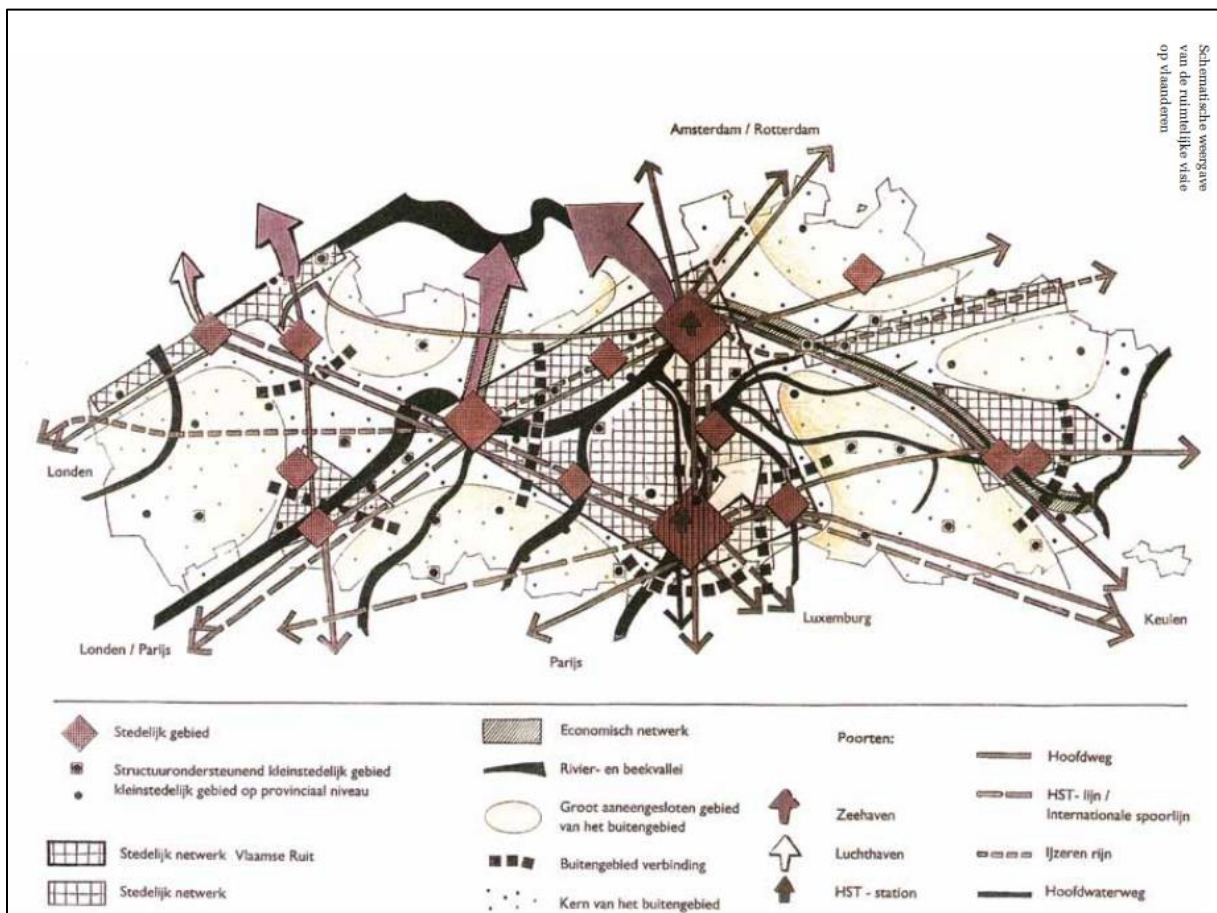 Schematische weergave
van de ruimtelijke visie
op vlaanderen
Amsterdam / Rotterdam
Londen
Londen / Parijs
Parijs
Luxemburg
Keulen
Stedelijk gebied
Structuurondersteunend kleinstedelijk gebied
kleinstedelijk gebied op provinciaal niveau
Stedelijk netwerk Vlaamse Ruit
Stedelijk netwerk
Economisch netwerk
Rivier- en beekvallei
Groot aaneengesloten gebied
van het buitengebied
Buitengebied verbinding
Kern van het buitengebied
Poorten:
Zeehaven
Luchthaven
HST - station
Hoofdweg
HST- lijn /
Internationale spoorlijn
IJzeren rijn
Hoofdwaterweg